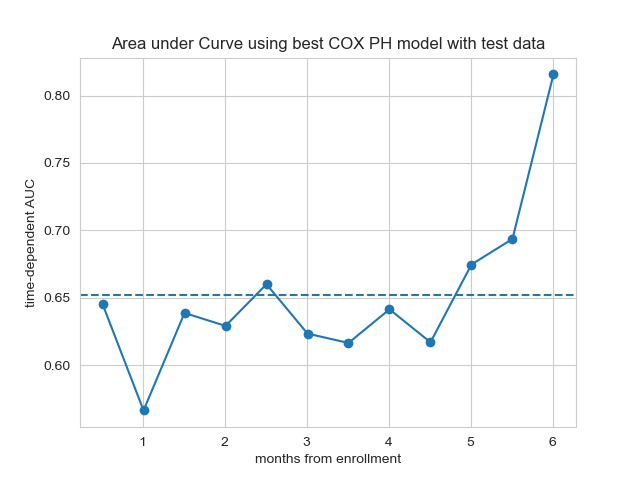 Area under Curve using best COX PH model with test data
time-dependent AUC
0.80
0.75
0.70
0.65
0.60
1 2 3 4 5 6
months from enrollment